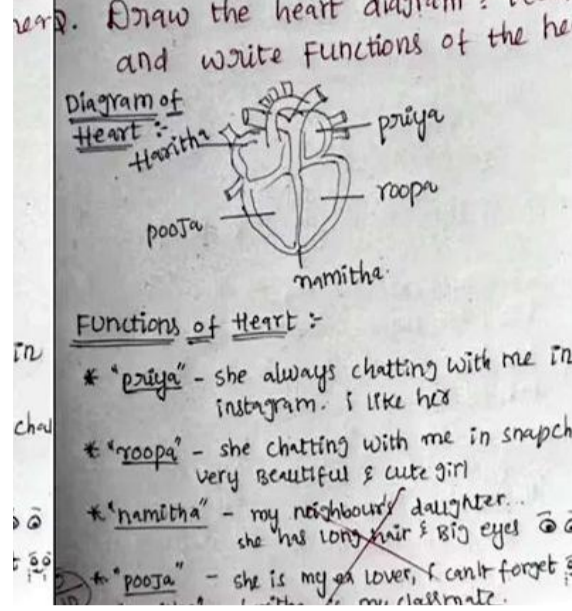 Draw the heart diagram
and write Functions of the he
Diagram of
Heart :-
Haritha
priya
pooja
roopa
namitha.
Functions of Heart :-
* "priya" - she always chatting with me in
instagram. i like her
* "roopa" - she chatting with me in snapch
very Beautiful & cute girl
* "namitha" - my neighbour's daughter..
she has long hair & Big eyes
* "pooja" - she is my ex lover, I can't forget
my classmate.
in
chat